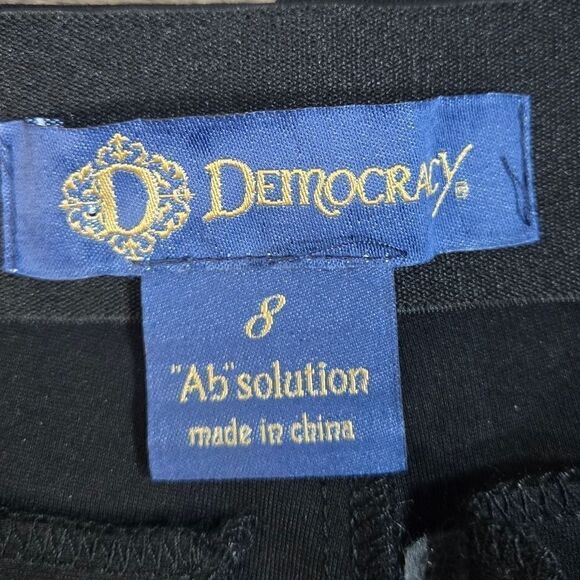 D DEMOCRACY
8
"Ab"solution
made in china